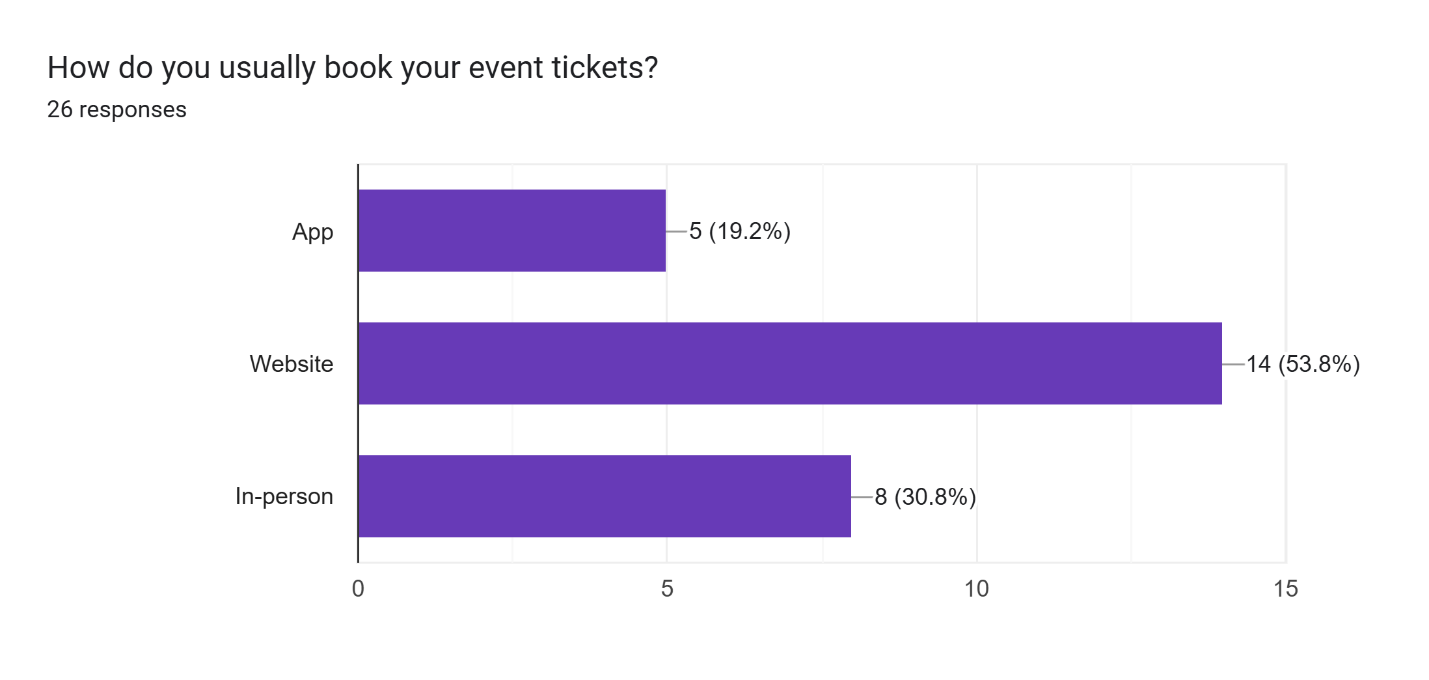 How do you usually book your event tickets?
26 responses
App
5 (19.2%)
Website
14 (53.8%)
In-person
8 (30.8%)
0
5
10
15